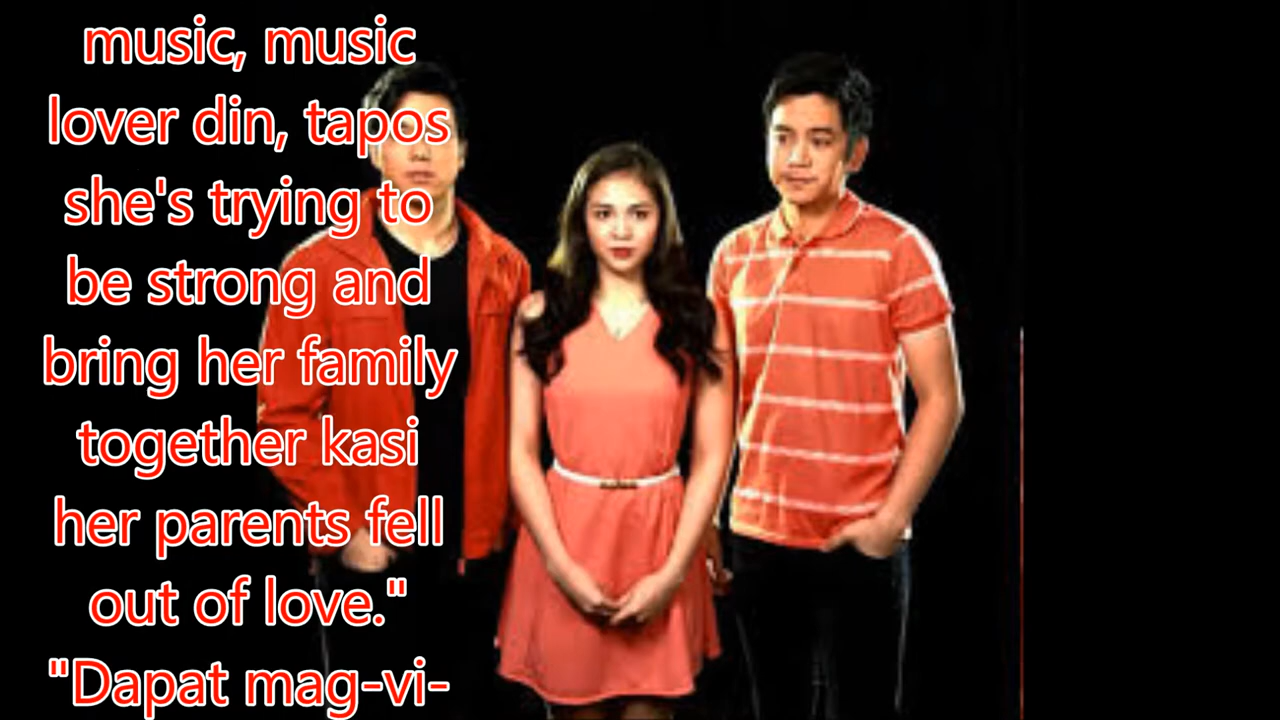 music, music
lover din, tapos
she's trying to
be strong and
bring her family
together kasi
her parents fell
out of love."
"Dapat mag-vi-